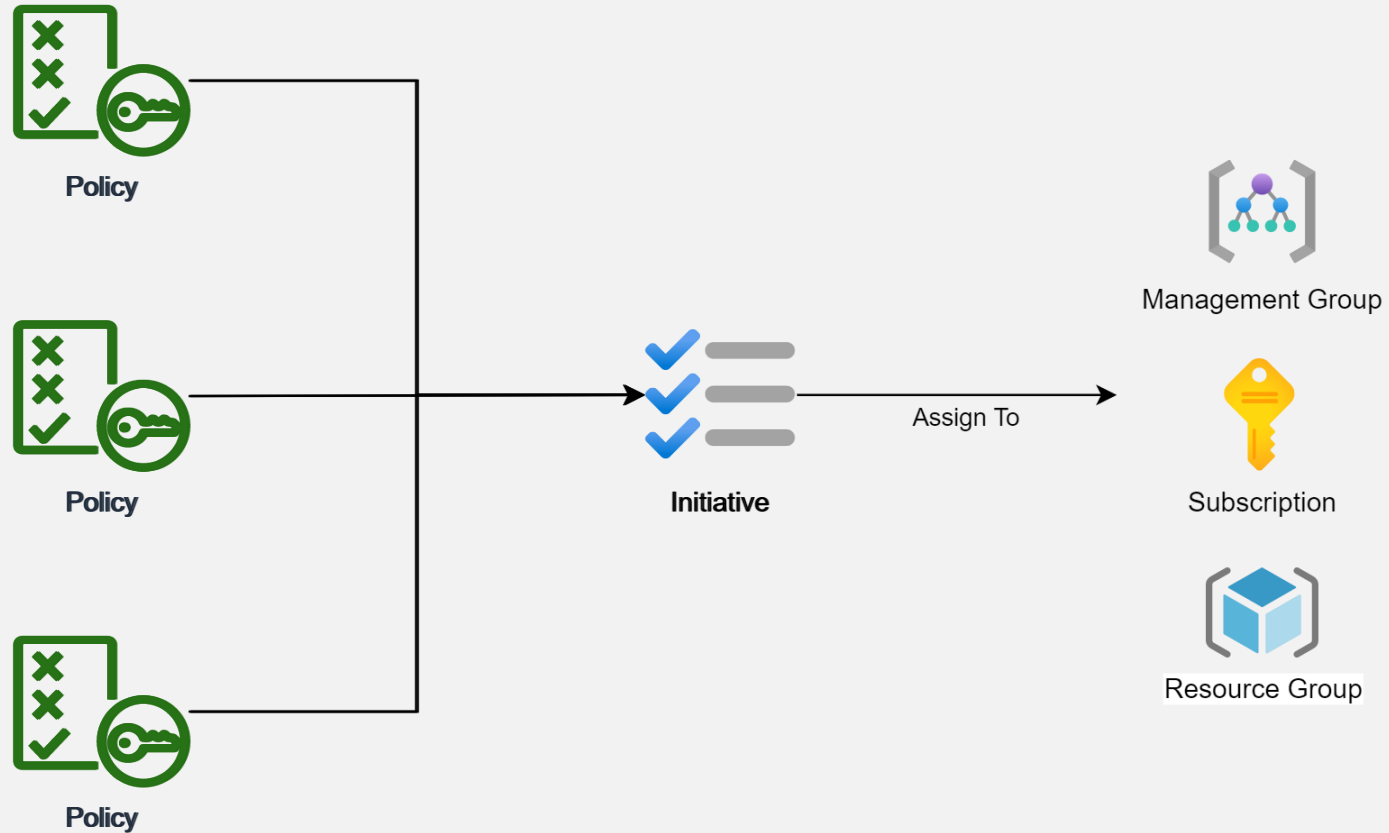 Policy
Policy
Policy
Initiative
Assign To
Management Group
Subscription
Resource Group